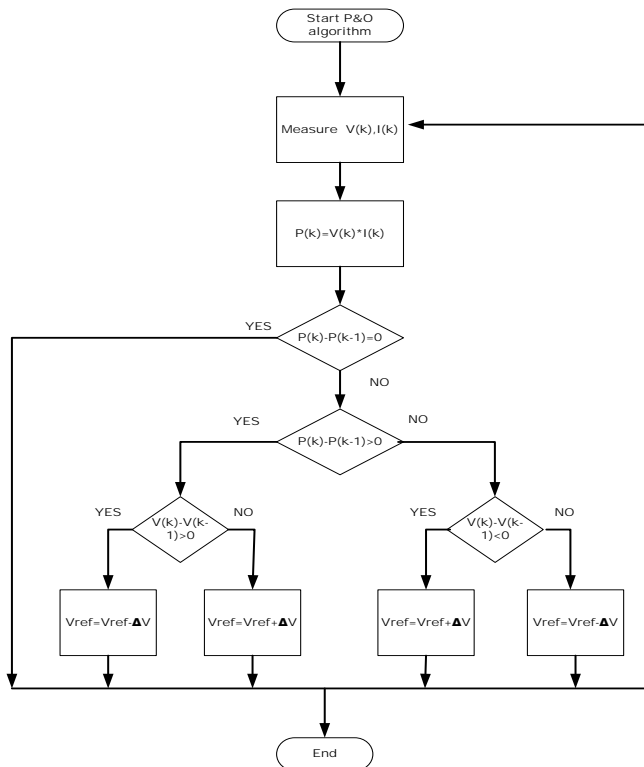 Start P&O
algorithm
Measure V(k),I(k)
P(k)=V(k)*I(k)
YES
P(k)-P(k-1)=0
NO
YES
P(k)-P(k-1)>0
NO
YES
V(k)-V(k-
1)>0
NO
YES
V(k)-V(k-
1)<0
NO
Vref=Vref-ΔV
Vref=Vref+ΔV
Vref=Vref+ΔV
Vref=Vref-ΔV
End